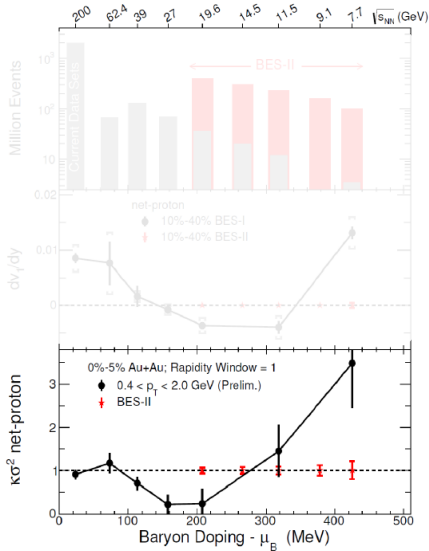 200 62.4 39 27 19.6 14.5 11.5 9.1 7.7 √sNN(GeV)
BES-II
Million Events
10³
10²
10
Current Data Sets
0.02
net-proton
10%-40% BES-I
10%-40% BES-II
dv₁/dy
0.01
0
0%-5% Au+Au; Rapidity Window = 1
0.4 < pT < 2.0 GeV (Prelim.)
BES-II
κσ² net-proton
3
2
1
0
0 100 200 300 400 500
Baryon Doping - μB (MeV)